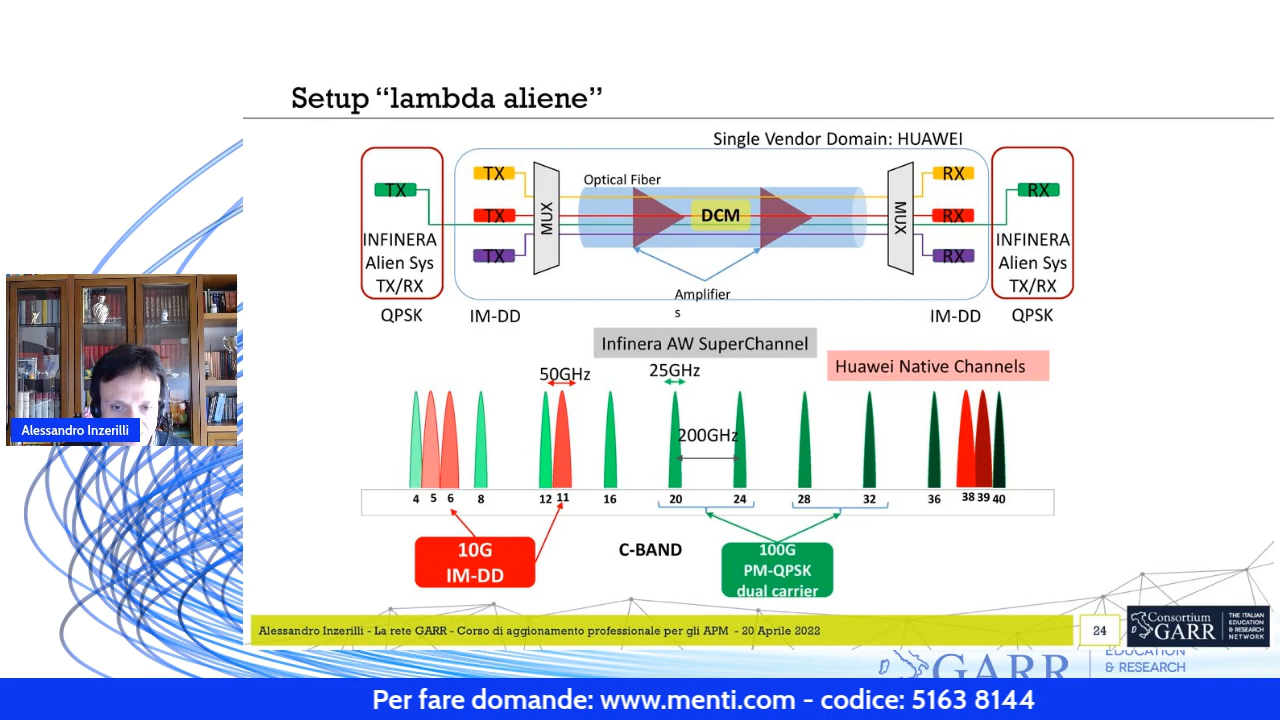 Setup “lambda aliene”
Single Vendor Domain: HUAWEI
TX
TX
TX
TX
INFINERA
Alien Sys
TX/RX
QPSK
IM-DD
MUX
Optical Fiber
DCM
Amplifier
s
MUX
RX
RX
RX
RX
INFINERA
Alien Sys
TX/RX
IM-DD
QPSK
Infinera AW SuperChannel
Huawei Native Channels
50GHz
25GHz
200GHz
4 5 6 8 12 11 16 20 24 28 32 36 38 39 40
10G
IM-DD
C-BAND
100G
PM-QPSK
dual carrier
Alessandro Inzerilli
Alessandro Inzerilli - La rete GARR - Corso di aggionamento professionale per gli APM - 20 Aprile 2022
24
Consortium
GARR
THE ITALIAN
EDUCATION
& RESEARCH
NETWORK
GARR
EDUCATION
& RESEARCH
Per fare domande: www.menti.com - codice: 5163 8144